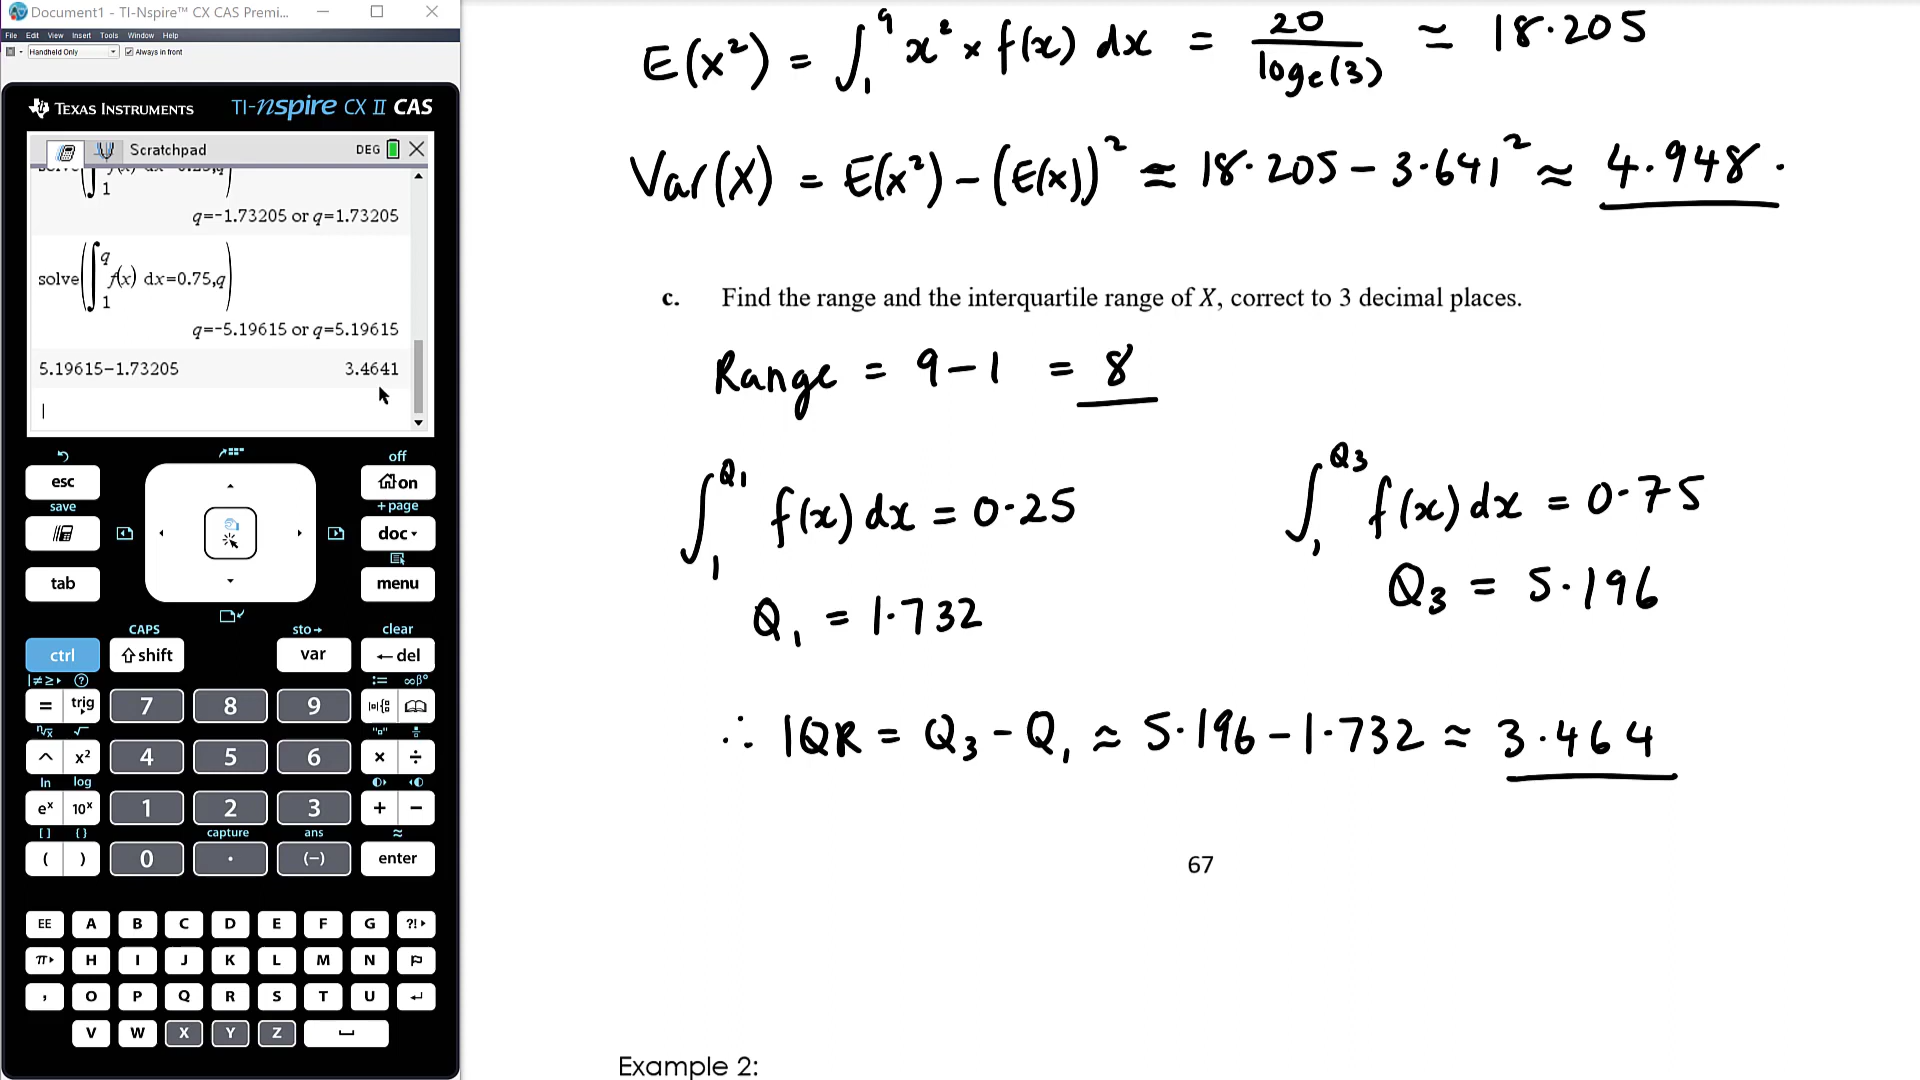 Document1 - TI-Nspire™ CX CAS Premi...
File Edit View Insert Tools Window Help
Handheld Only Always in front
TEXAS INSTRUMENTS TI-nspire CX II CAS
Scratchpad DEG
1
q=-1.73205 or q=1.73205
solve(∫₁^q f(x) dx=0.75,q)
q=-5.19615 or q=5.19615
5.19615-1.73205 3.4641
off
esc on
save + page
doc
tab menu
CAPS sto→ clear
ctrl shift var ←del
|≠≥▸ ? := ∞β°
= trig 7 8 9 |▫|{▫
ⁿ√x √ "▫"
^ x² 4 5 6 × ÷
ln log
eˣ 10ˣ 1 2 3 + −
[ ] { } capture ans ≈
( ) 0 . (−) enter
EE A B C D E F G ?!▸
π▸ H I J K L M N
, O P Q R S T U ↵
V W X Y Z
E(x²) = ∫₁⁹ x² × f(x) dx = 20/logₑ(3) ≈ 18.205
Var(X) = E(x²) − (E(x))² ≈ 18.205 − 3.641² ≈ 4.948.
c. Find the range and the interquartile range of X, correct to 3 decimal places.
Range = 9 − 1 = 8
∫₁^Q₁ f(x) dx = 0.25
Q₁ = 1.732
∫₁^Q₃ f(x) dx = 0.75
Q₃ = 5.196
∴ IQR = Q₃ − Q₁ ≈ 5.196 − 1.732 ≈ 3.464
67
Example 2: